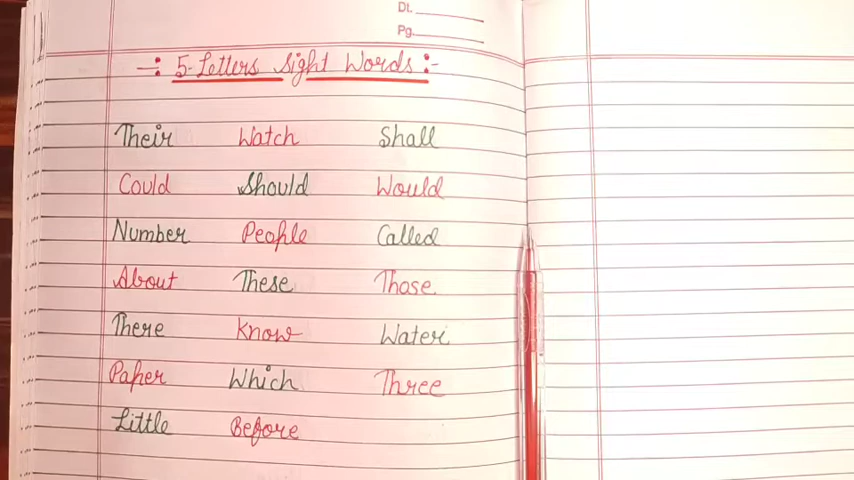 Dt.
Pg.
-: 5-Letters Sight Words :-
Their Watch Shall
Could Should Would
Number People Called
About These Those
There Know Water
Paper Which Three
Little Before